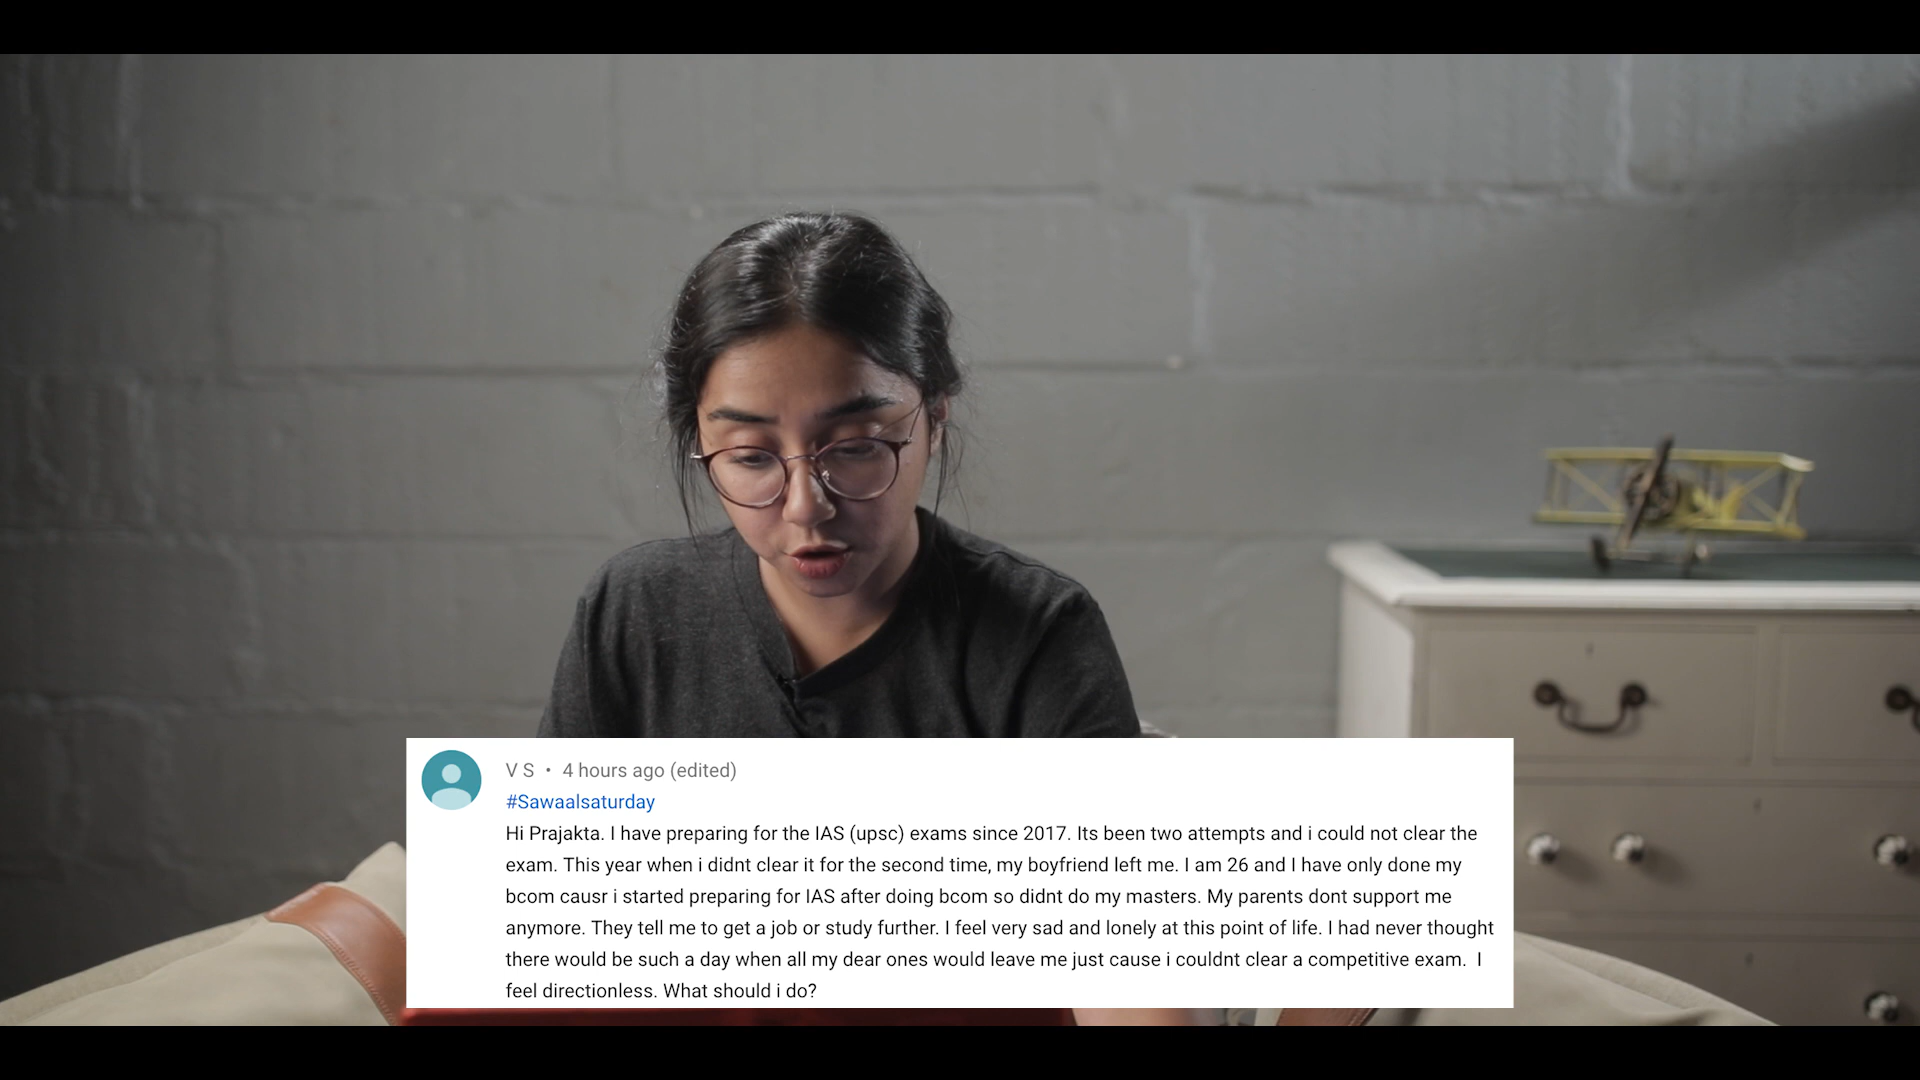 V S • 4 hours ago (edited)
#Sawaalsaturday
Hi Prajakta. I have preparing for the IAS (upsc) exams since 2017. Its been two attempts and i could not clear the
exam. This year when i didnt clear it for the second time, my boyfriend left me. I am 26 and I have only done my
bcom causr i started preparing for IAS after doing bcom so didnt do my masters. My parents dont support me
anymore. They tell me to get a job or study further. I feel very sad and lonely at this point of life. I had never thought
there would be such a day when all my dear ones would leave me just cause i couldnt clear a competitive exam. I
feel directionless. What should i do?